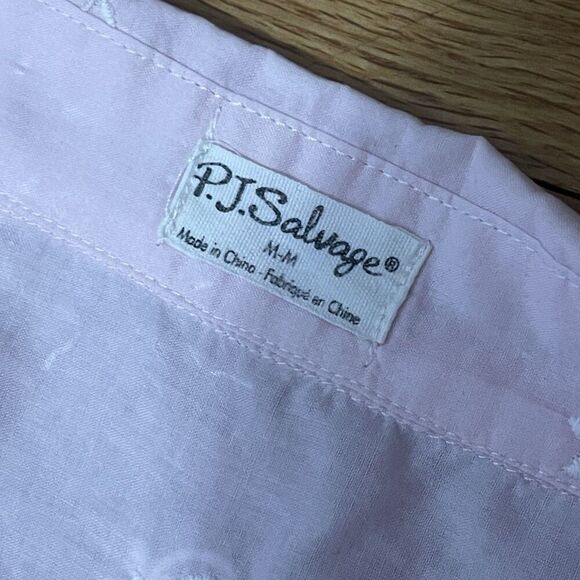 P.J.Salvage®
M-M
Made in China - Fabriqué en Chine